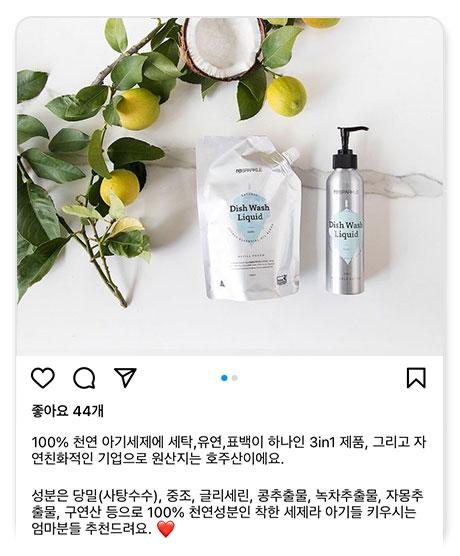 RESPARKLE
NATURAL
Dish Wash
Liquid
REFILL POUCH
RESPARKLE
Dish Wash
Liquid
좋아요 44개
100% 천연 아기세제에 세탁,유연,표백이 하나인 3in1 제품, 그리고 자
연친화적인 기업으로 원산지는 호주산이에요.
성분은 당밀(사탕수수), 중조, 글리세린, 콩추출물, 녹차추출물, 자몽추
출물, 구연산 등으로 100% 천연성분인 착한 세제라 아기들 키우시는
엄마분들 추천드려요. ❤️